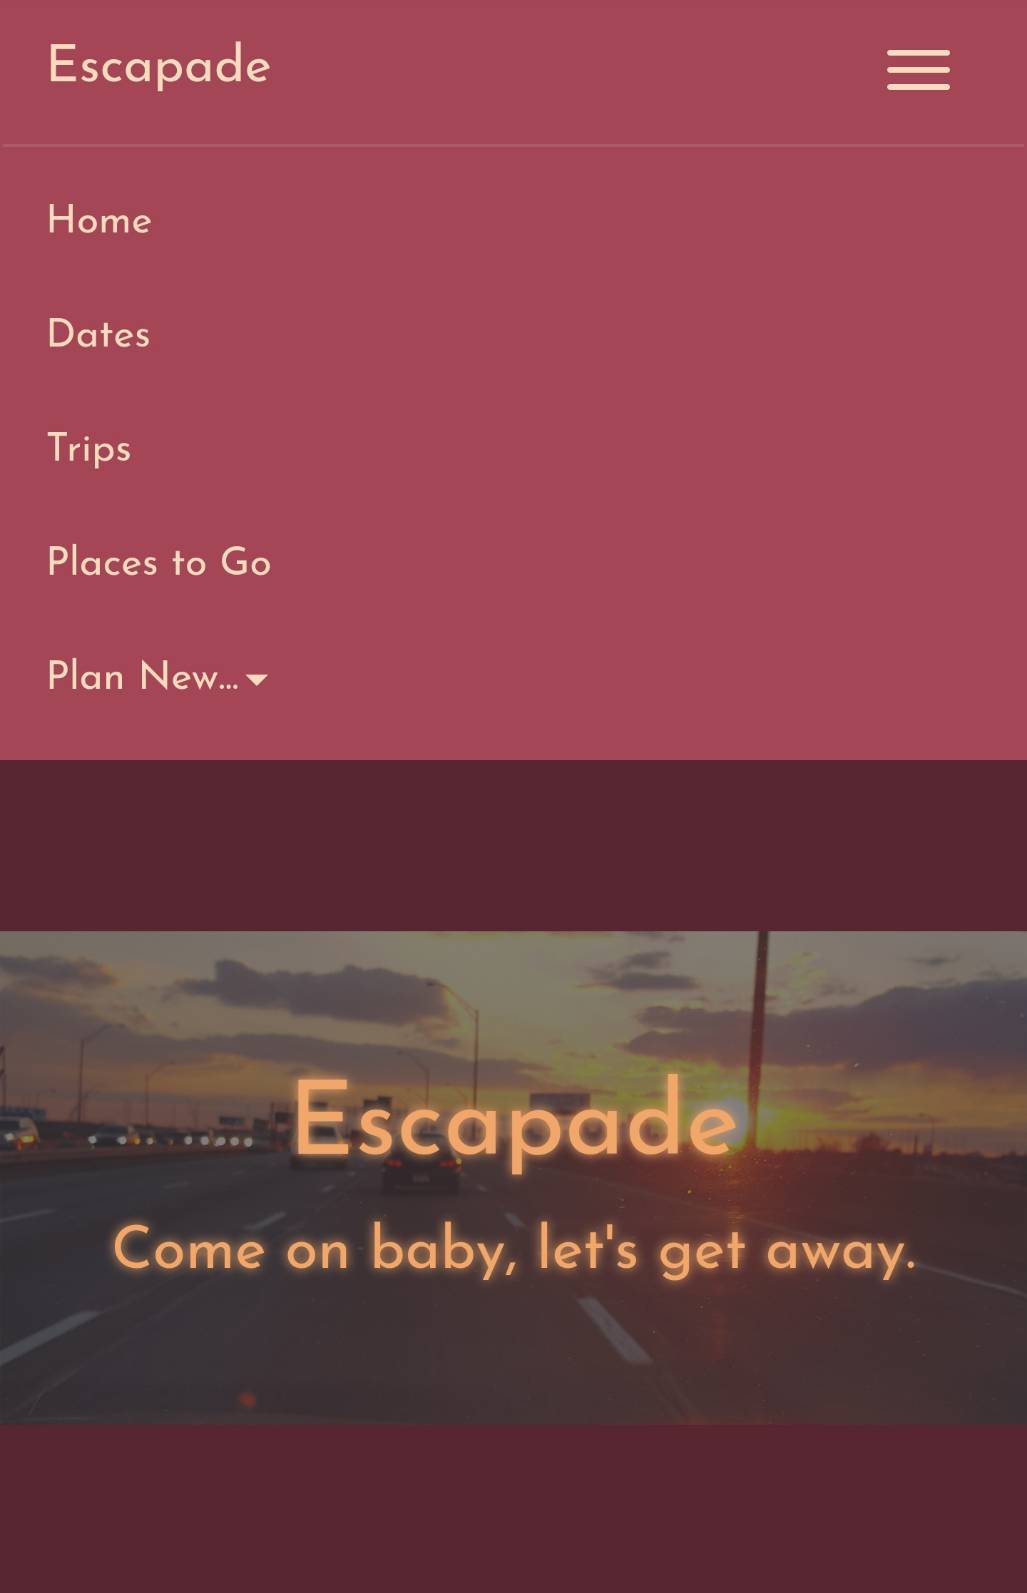 Escapade
Home
Dates
Trips
Places to Go
Plan New...
Escapade
Come on baby, let's get away.